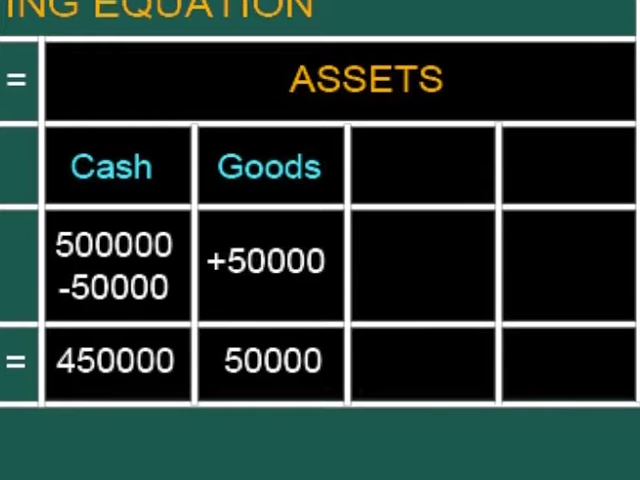 ING EQUATION
= ASSETS
Cash Goods
500000 +50000
-50000
= 450000 50000